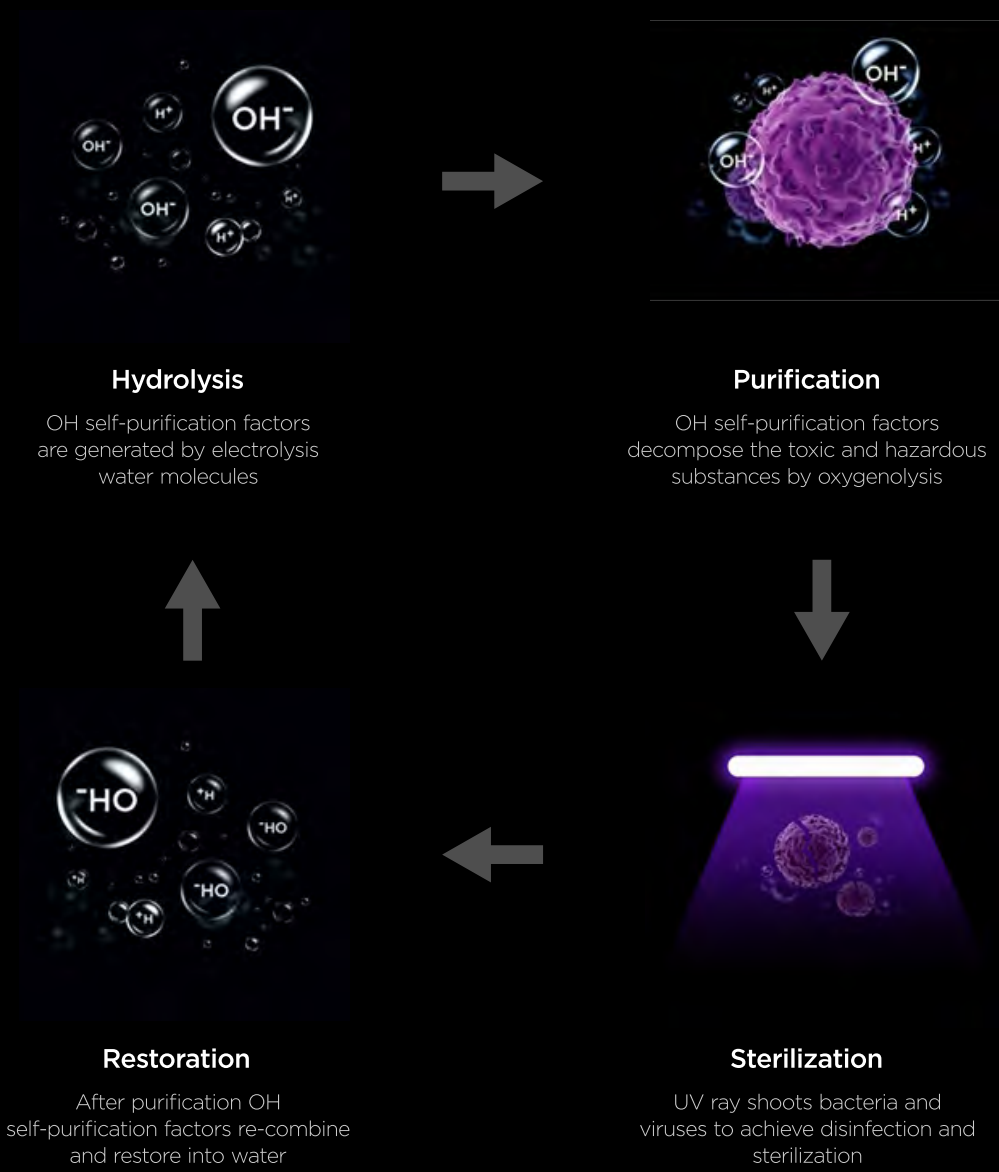 OH⁻
H⁺
OH⁻
OH⁻
H⁺
H⁺
Hydrolysis
OH self-purification factors
are generated by electrolysis
water molecules
OH⁻
H⁺
OH⁻
H⁺
H⁺
Purification
OH self-purification factors
decompose the toxic and hazardous
substances by oxygenolysis
⁻HO
⁺H
⁻HO
⁺H
⁻HO
⁺H
Restoration
After purification OH
self-purification factors re-combine
and restore into water
Sterilization
UV ray shoots bacteria and
viruses to achieve disinfection and
sterilization